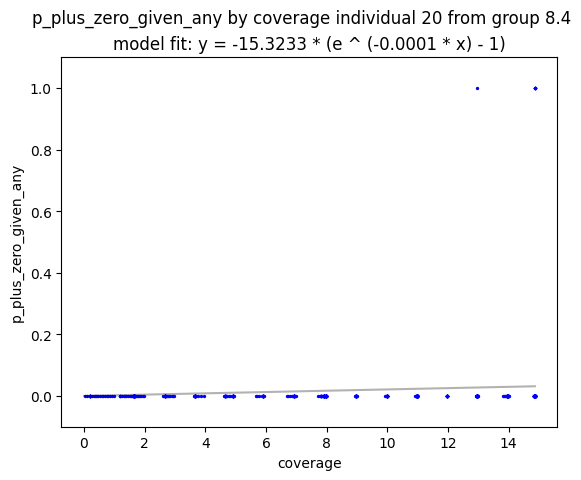 p_plus_zero_given_any by coverage individual 20 from group 8.4
model fit: y = -15.3233 * (e ^ (-0.0001 * x) - 1)
1.0
0.8
0.6
0.4
0.2
0.0
p_plus_zero_given_any
0 2 4 6 8 10 12 14
coverage